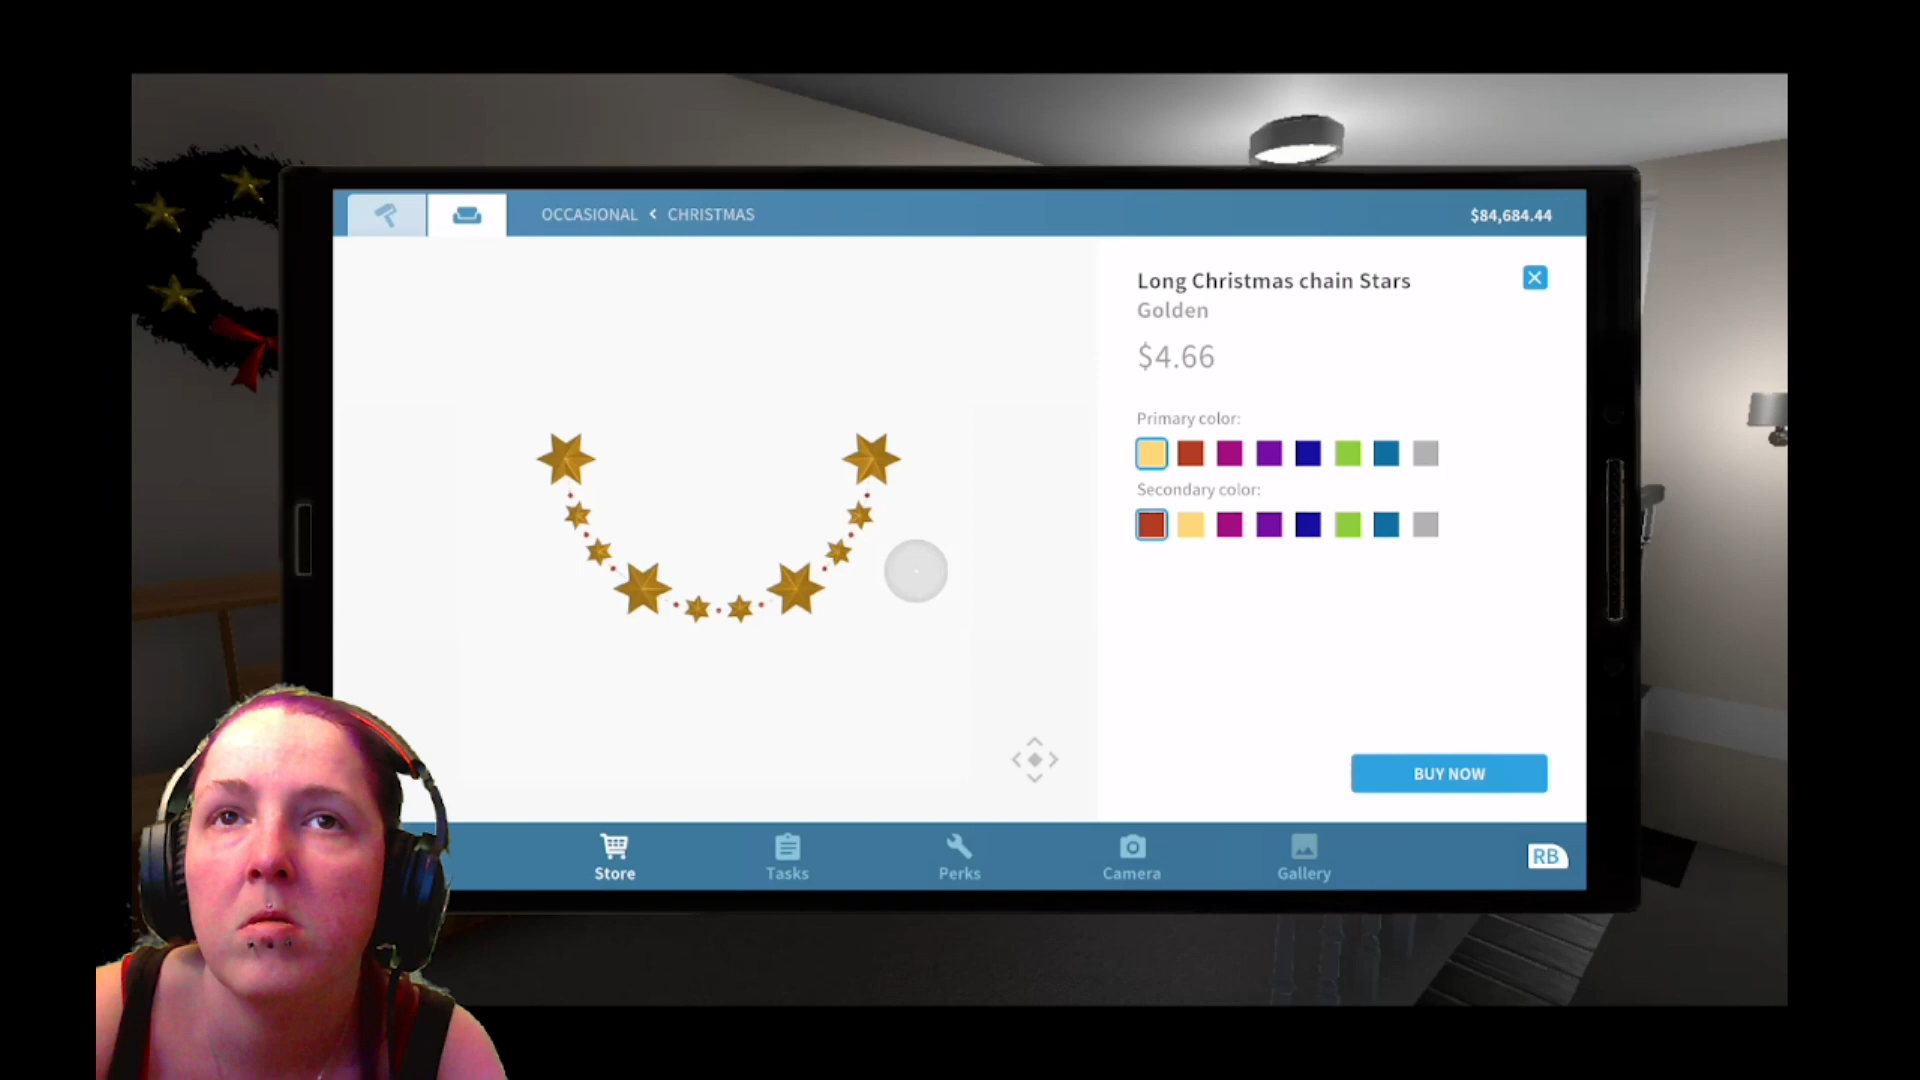 OCCASIONAL < CHRISTMAS
$84,684.44
Long Christmas chain Stars
Golden
$4.66
Primary color:
Secondary color:
BUY NOW
Store
Tasks
Perks
Camera
Gallery
RB